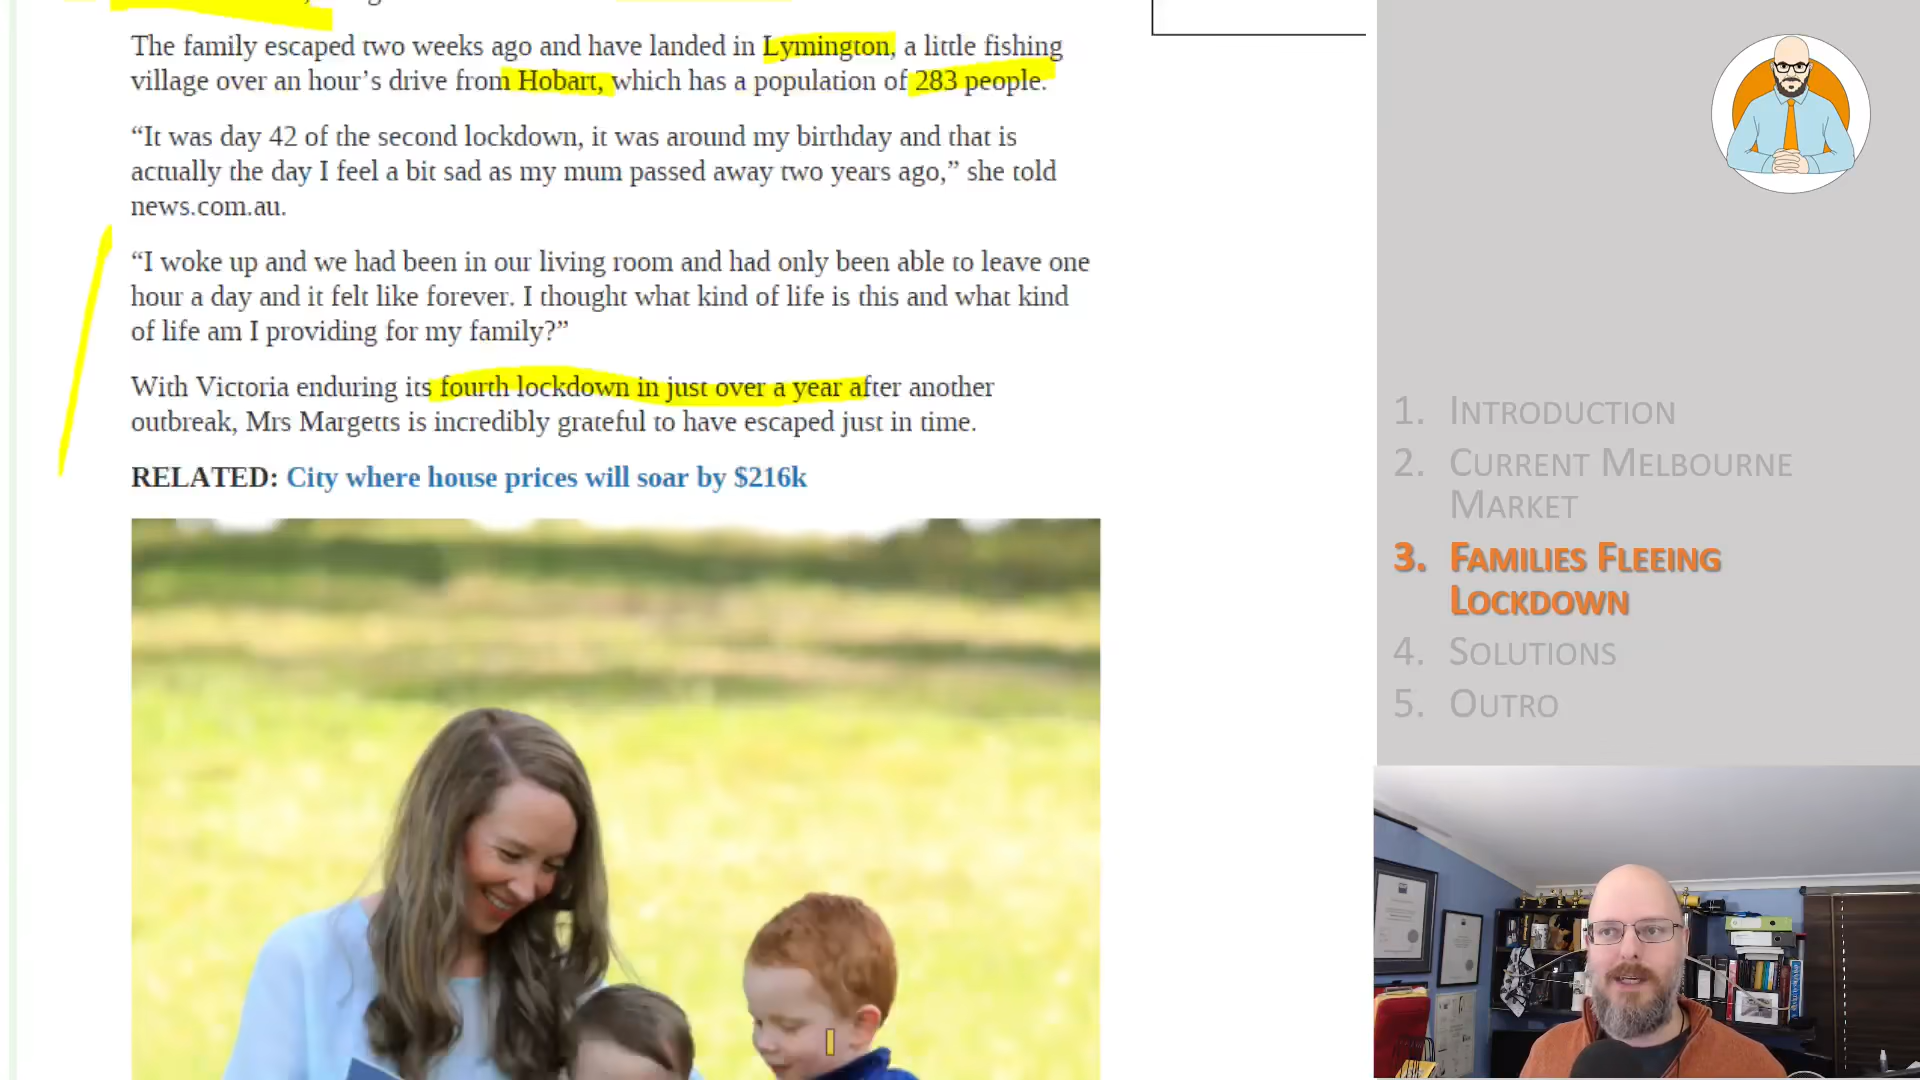 The family escaped two weeks ago and have landed in Lymington, a little fishing
village over an hour’s drive from Hobart, which has a population of 283 people.
“It was day 42 of the second lockdown, it was around my birthday and that is
actually the day I feel a bit sad as my mum passed away two years ago,” she told
news.com.au.
“I woke up and we had been in our living room and had only been able to leave one
hour a day and it felt like forever. I thought what kind of life is this and what kind
of life am I providing for my family?”
With Victoria enduring its fourth lockdown in just over a year after another
outbreak, Mrs Margetts is incredibly grateful to have escaped just in time.
RELATED: City where house prices will soar by $216k
1. INTRODUCTION
2. CURRENT MELBOURNE
MARKET
3. FAMILIES FLEEING
LOCKDOWN
4. SOLUTIONS
5. OUTRO